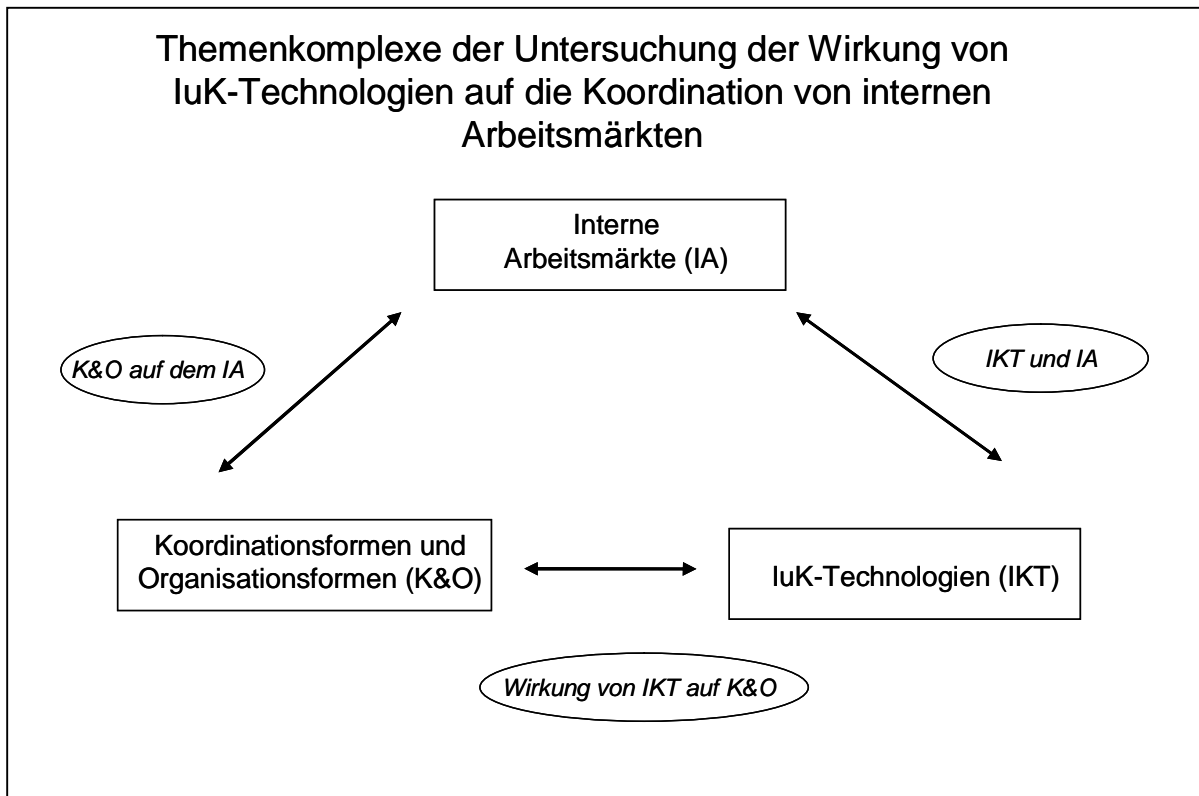 Themenkomplexe der Untersuchung der Wirkung von
IuK-Technologien auf die Koordination von internen
Arbeitsmärkten
Interne
Arbeitsmärkte (IA)
K&O auf dem IA
IKT und IA
Koordinationsformen und
Organisationsformen (K&O)
IuK-Technologien (IKT)
Wirkung von IKT auf K&O